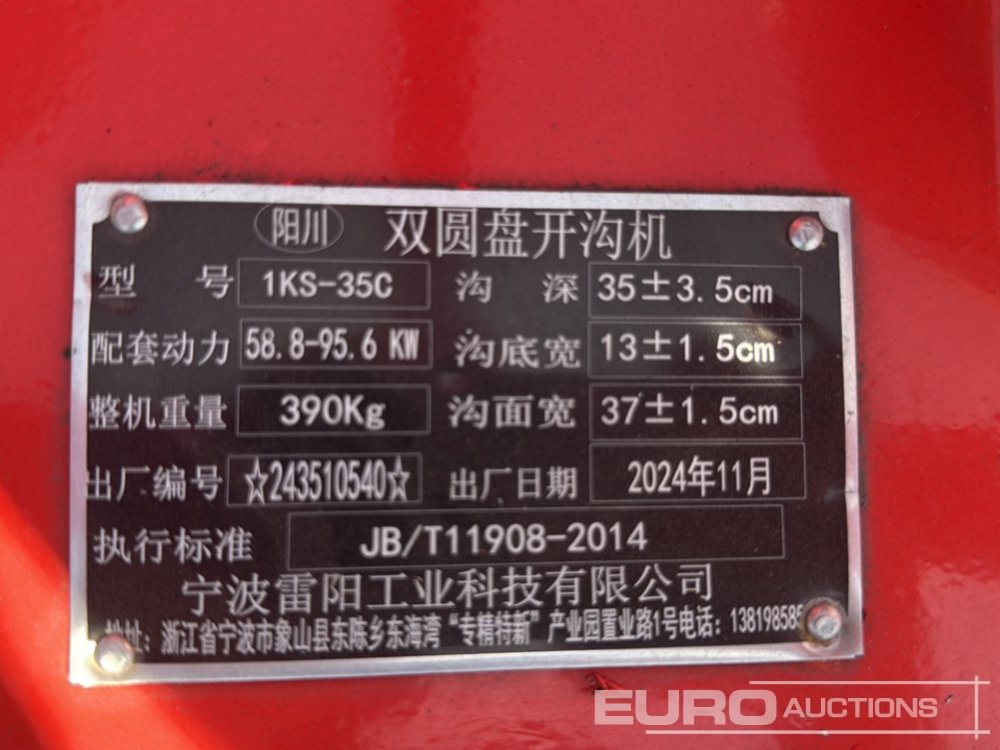 阳川 双圆盘开沟机
型 号 1KS-35C 沟 深 35±3.5cm
配套动力 58.8-95.6 KW 沟底宽 13±1.5cm
整机重量 390Kg 沟面宽 37±1.5cm
出厂编号 ☆243510540☆ 出厂日期 2024年11月
执行标准 JB/T11908-2014
宁波雷阳工业科技有限公司
地址：浙江省宁波市象山县东陈乡东海湾“专精特新”产业园置业路1号电话：13819858
EURO AUCTIONS